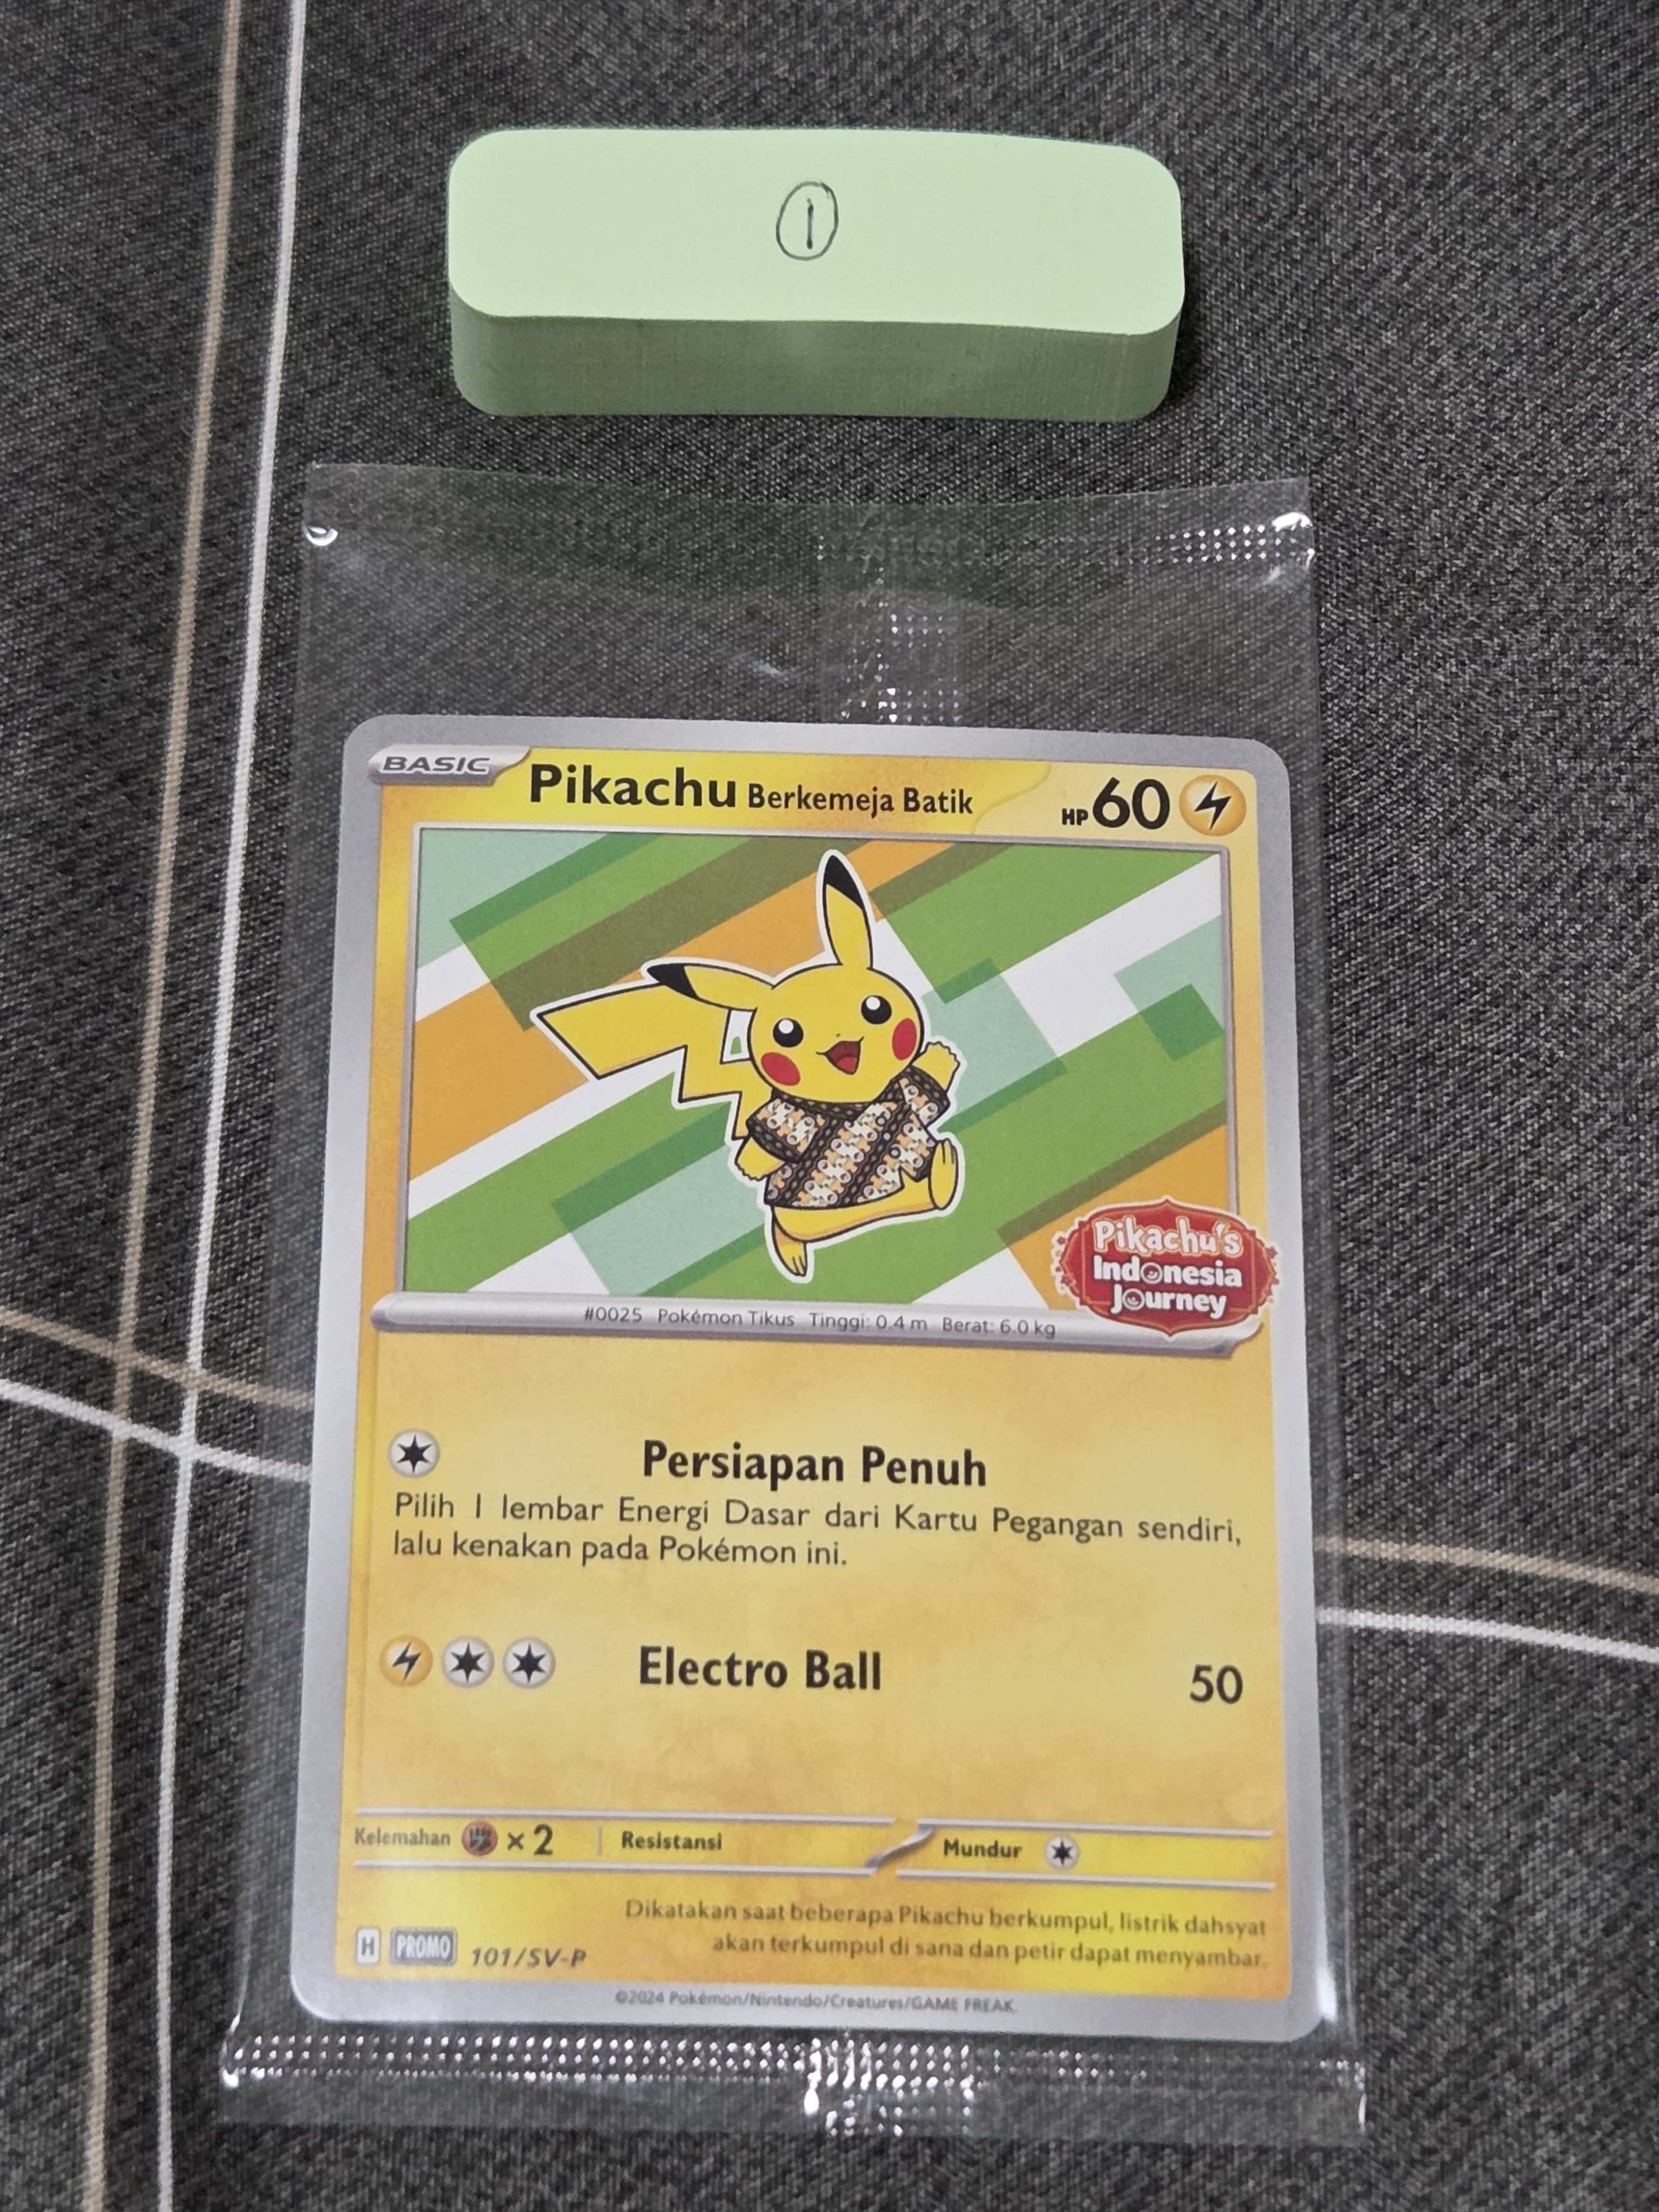 ①
BASIC
Pikachu Berkemeja Batik HP 60
Pikachu's
Indonesia
Journey
#0025 Pokémon Tikus Tinggi: 0.4 m Berat: 6.0 kg
Persiapan Penuh
Pilih 1 lembar Energi Dasar dari Kartu Pegangan sendiri,
lalu kenakan pada Pokémon ini.
Electro Ball 50
Kelemahan ×2 Resistansi Mundur
Dikatakan saat beberapa Pikachu berkumpul, listrik dahsyat
akan terkumpul di sana dan petir dapat menyambar.
H PROMO 101/SV-P
©2024 Pokémon/Nintendo/Creatures/GAME FREAK.